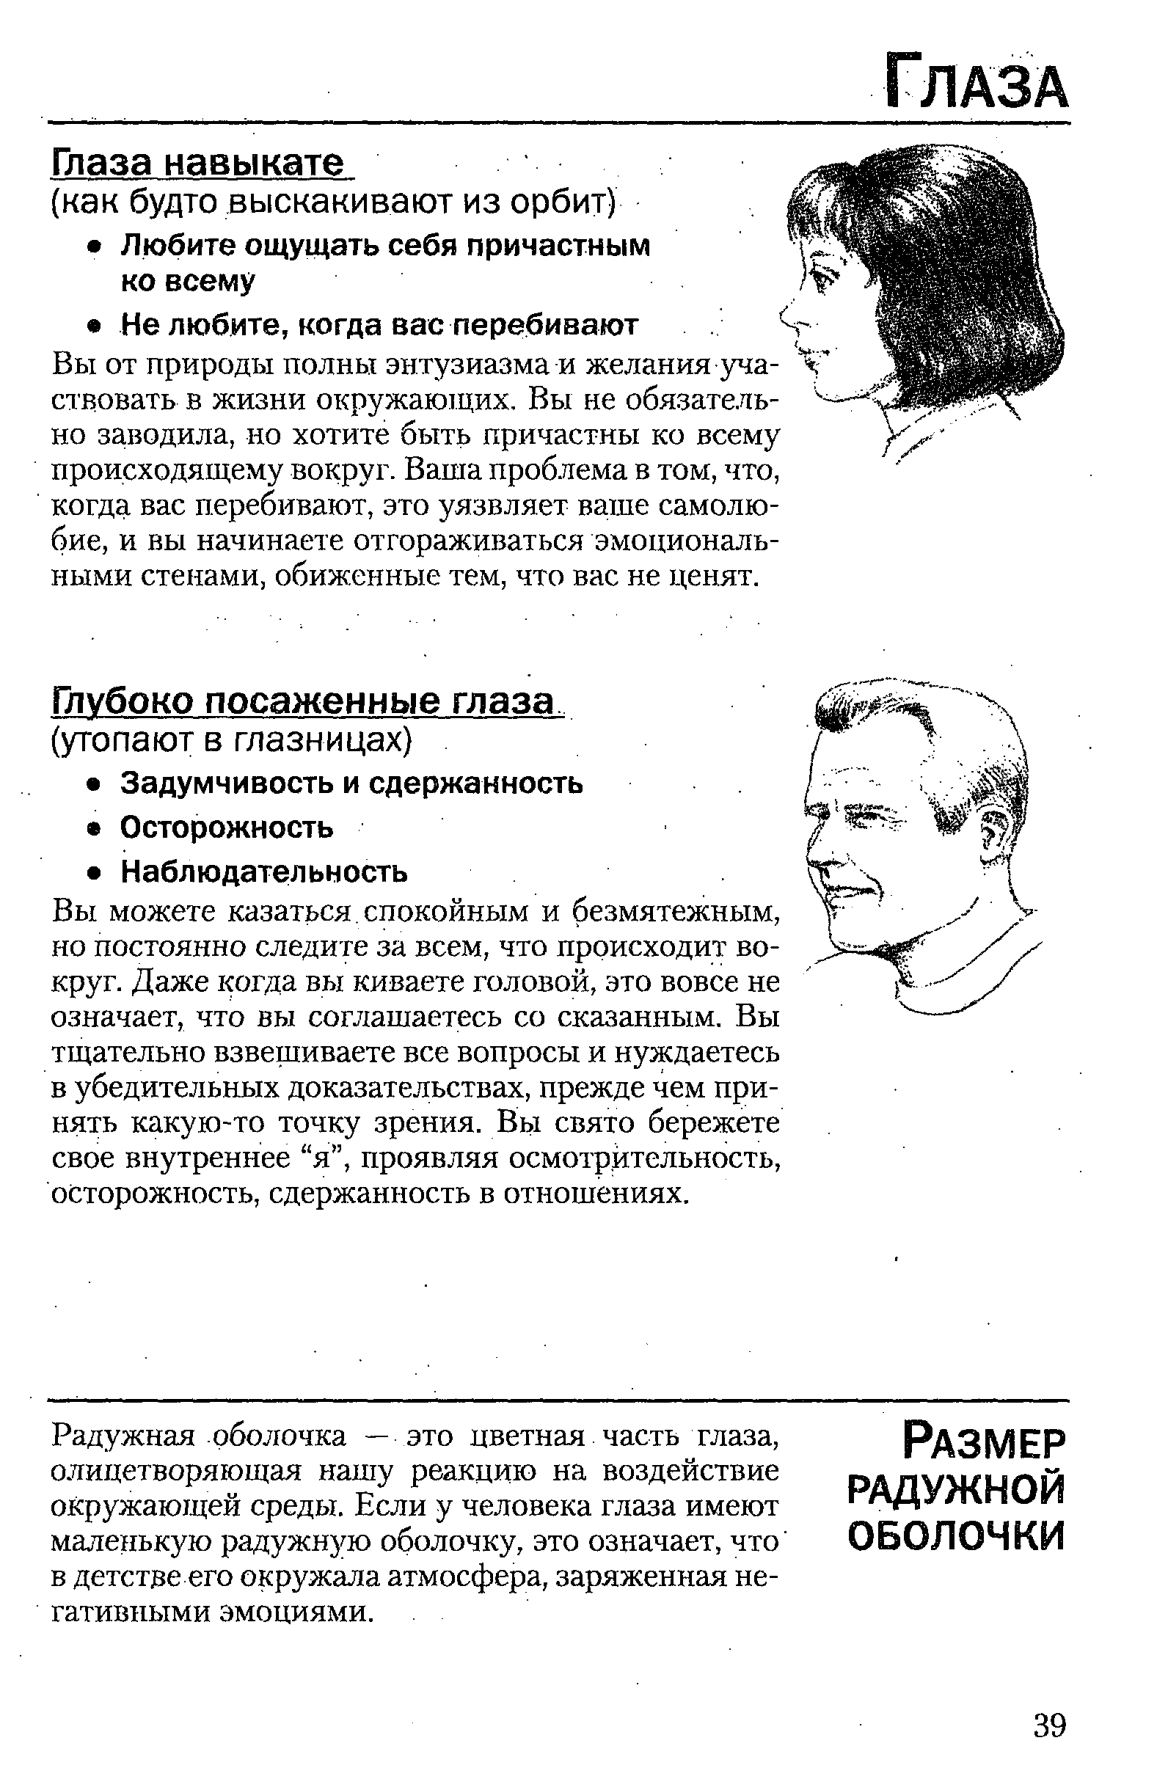 ГЛАЗА
Глаза навыкате
(как будто выскакивают из орбит)
• Любите ощущать себя причастным
ко всему
• Не любите, когда вас перебивают
Вы от природы полны энтузиазма и желания уча-
ствовать в жизни окружающих. Вы не обязатель-
но заводила, но хотите быть причастны ко всему
происходящему вокруг. Ваша проблема в том, что,
когда вас перебивают, это уязвляет ваше самолю-
бие, и вы начинаете отгораживаться эмоциональ-
ными стенами, обиженные тем, что вас не ценят.
Глубоко посаженные глаза
(утопают в глазницах)
• Задумчивость и сдержанность
• Осторожность
• Наблюдательность
Вы можете казаться спокойным и безмятежным,
но постоянно следите за всем, что происходит во-
круг. Даже когда вы киваете головой, это вовсе не
означает, что вы соглашаетесь со сказанным. Вы
тщательно взвешиваете все вопросы и нуждаетесь
в убедительных доказательствах, прежде чем при-
нять какую-то точку зрения. Вы свято бережете
свое внутреннее “я”, проявляя осмотрительность,
осторожность, сдержанность в отношениях.
РАЗМЕР
РАДУЖНОЙ
ОБОЛОЧКИ
Радужная оболочка — это цветная часть глаза,
олицетворяющая нашу реакцию на воздействие
окружающей среды. Если у человека глаза имеют
маленькую радужную оболочку, это означает, что
в детстве его окружала атмосфера, заряженная не-
гативными эмоциями.
39